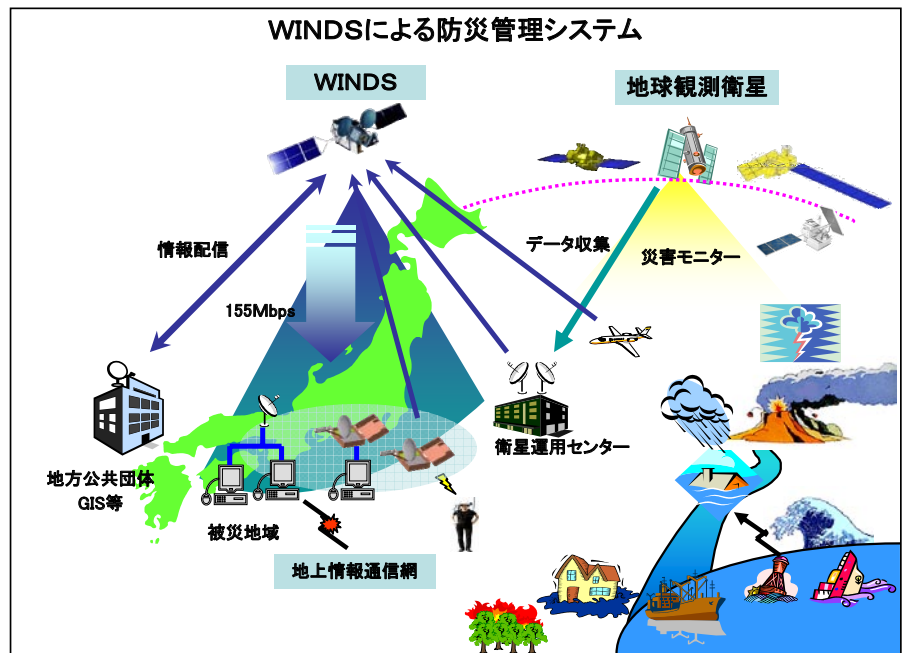 WINDSによる防災管理システム
WINDS
地球観測衛星
情報配信
データ収集
災害モニター
155Mbps
地方公共団体
GIS等
衛星運用センター
被災地域
地上情報通信網